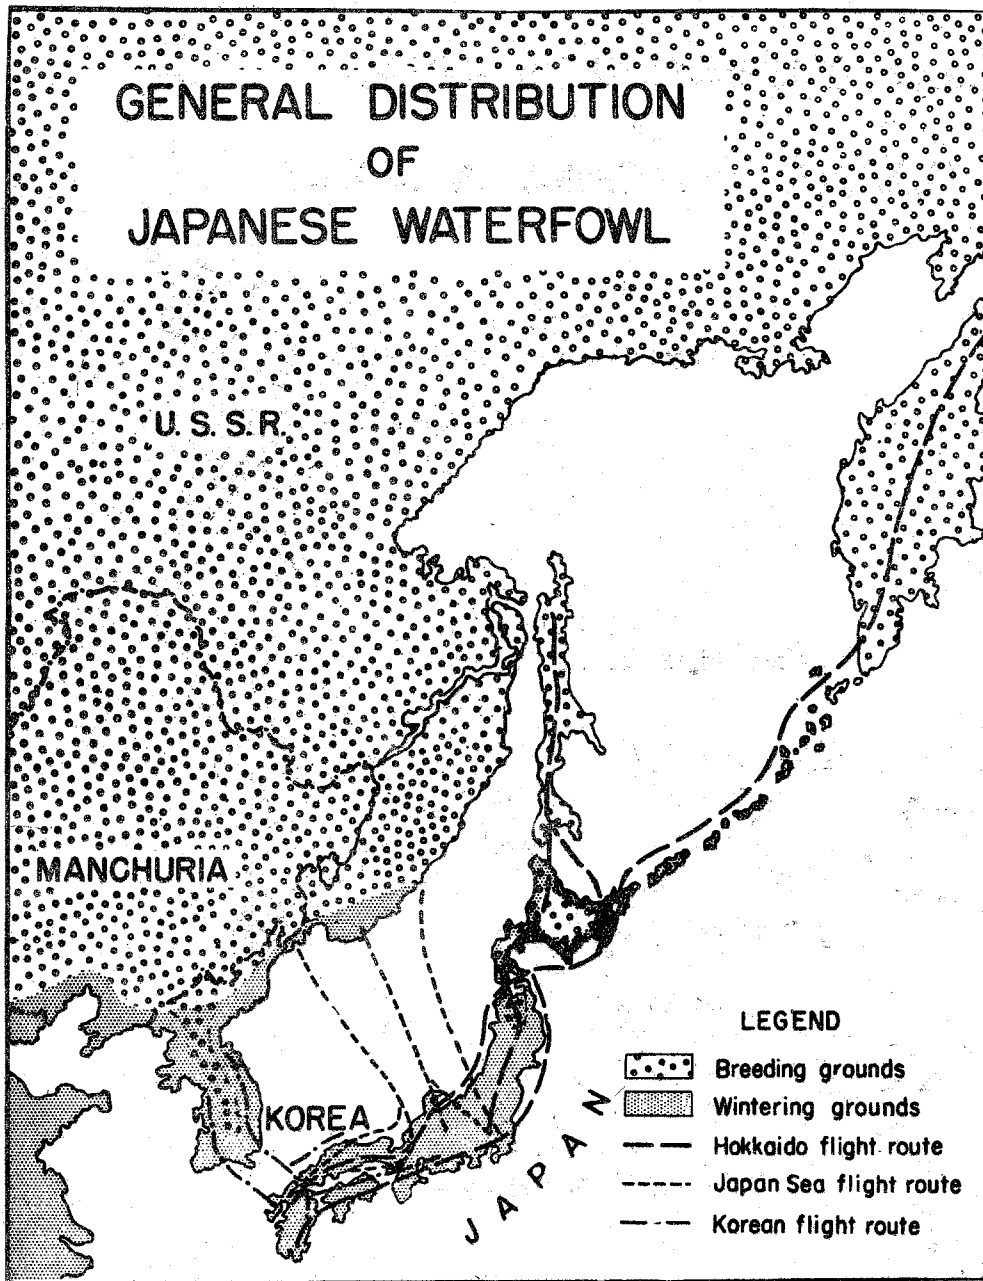 GENERAL DISTRIBUTION
OF
JAPANESE WATERFOWL
U.S.S.R.
MANCHURIA
KOREA
JAPAN
LEGEND
Breeding grounds
Wintering grounds
Hokkaido flight route
Japan Sea flight route
Korean flight route